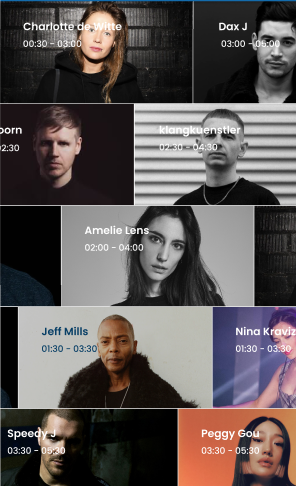 Charlotte de Witte
00:30 - 03:00
Dax J
03:00 - 05:00
born
02:30
klangkuenstler
02:30 - 04:30
Amelie Lens
02:00 - 04:00
Jeff Mills
01:30 - 03:30
Nina Kraviz
01:30 - 03:30
Speedy J
03:30 - 05:30
Peggy Gou
03:30 - 05:30